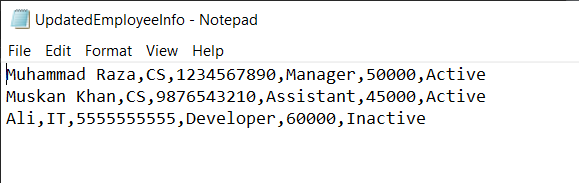 UpdatedEmployeeInfo - Notepad
File Edit Format View Help
Muhammad Raza,CS,1234567890,Manager,50000,Active
Muskan Khan,CS,9876543210,Assistant,45000,Active
Ali,IT,5555555555,Developer,60000,Inactive